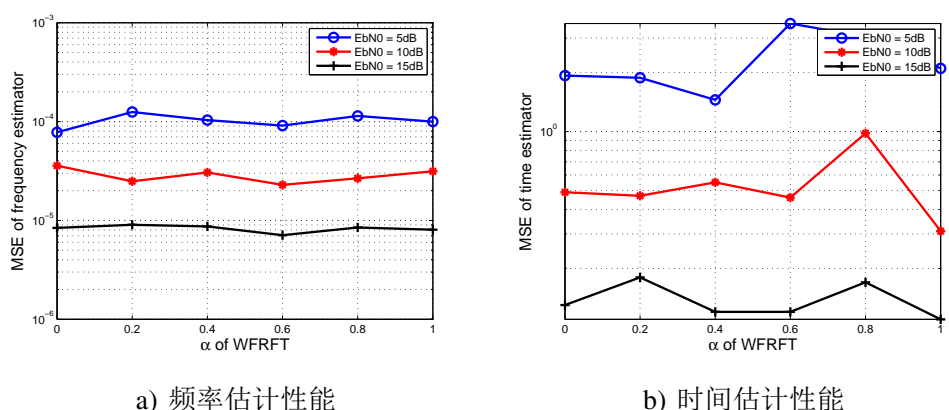 10⁻³
10⁻⁴
10⁻⁵
10⁻⁶
MSE of frequency estimator
EbN0 = 5dB
EbN0 = 10dB
EbN0 = 15dB
0 0.2 0.4 0.6 0.8 1
α of WFRFT
a) 频率估计性能
10⁰
MSE of time estimator
EbN0 = 5dB
EbN0 = 10dB
EbN0 = 15dB
0 0.2 0.4 0.6 0.8 1
α of WFRFT
b) 时间估计性能